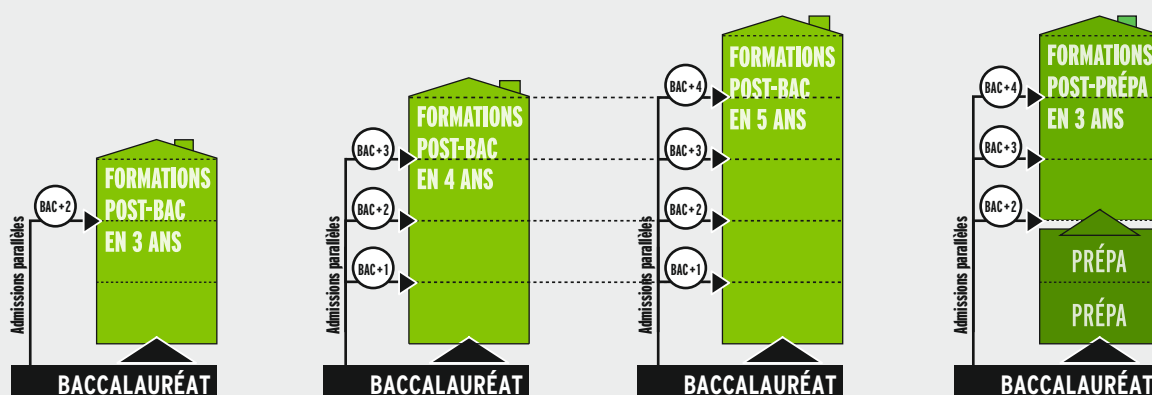 FORMATIONS
POST-BAC
EN 3 ANS
BAC+2
Admissions parallèles
BACCALAURÉAT
FORMATIONS
POST-BAC
EN 4 ANS
BAC+3
BAC+2
BAC+1
Admissions parallèles
BACCALAURÉAT
FORMATIONS
POST-BAC
EN 5 ANS
BAC+4
BAC+3
BAC+2
BAC+1
Admissions parallèles
BACCALAURÉAT
FORMATIONS
POST-PRÉPA
EN 3 ANS
BAC+4
BAC+3
BAC+2
PRÉPA
PRÉPA
Admissions parallèles
BACCALAURÉAT